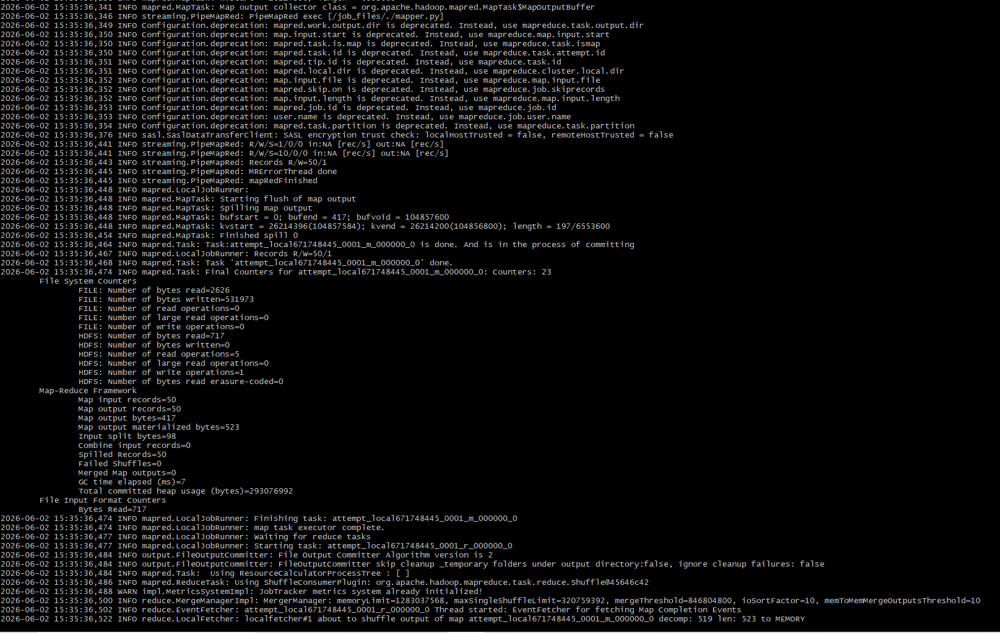 2026-06-02 15:35:36,341 INFO mapred.MapTask: Map output collector class = org.apache.hadoop.mapred.MapTask$MapOutputBuffer
2026-06-02 15:35:36,346 INFO streaming.PipeMapRed: PipeMapRed exec [/job_files/./mapper.py]
2026-06-02 15:35:36,349 INFO Configuration.deprecation: mapred.work.output.dir is deprecated. Instead, use mapreduce.task.output.dir
2026-06-02 15:35:36,350 INFO Configuration.deprecation: map.input.start is deprecated. Instead, use mapreduce.map.input.start
2026-06-02 15:35:36,350 INFO Configuration.deprecation: mapred.task.is.map is deprecated. Instead, use mapreduce.task.ismap
2026-06-02 15:35:36,350 INFO Configuration.deprecation: mapred.task.id is deprecated. Instead, use mapreduce.task.attempt.id
2026-06-02 15:35:36,351 INFO Configuration.deprecation: mapred.tip.id is deprecated. Instead, use mapreduce.task.id
2026-06-02 15:35:36,351 INFO Configuration.deprecation: mapred.local.dir is deprecated. Instead, use mapreduce.cluster.local.dir
2026-06-02 15:35:36,352 INFO Configuration.deprecation: map.input.file is deprecated. Instead, use mapreduce.map.input.file
2026-06-02 15:35:36,352 INFO Configuration.deprecation: mapred.skip.on is deprecated. Instead, use mapreduce.job.skiprecords
2026-06-02 15:35:36,352 INFO Configuration.deprecation: map.input.length is deprecated. Instead, use mapreduce.map.input.length
2026-06-02 15:35:36,353 INFO Configuration.deprecation: mapred.job.id is deprecated. Instead, use mapreduce.job.id
2026-06-02 15:35:36,353 INFO Configuration.deprecation: user.name is deprecated. Instead, use mapreduce.job.user.name
2026-06-02 15:35:36,354 INFO Configuration.deprecation: mapred.task.partition is deprecated. Instead, use mapreduce.task.partition
2026-06-02 15:35:36,376 INFO sasl.SaslDataTransferClient: SASL encryption trust check: localHostTrusted = false, remoteHostTrusted = false
2026-06-02 15:35:36,441 INFO streaming.PipeMapRed: R/W/S=1/0/0 in:NA [rec/s] out:NA [rec/s]
2026-06-02 15:35:36,441 INFO streaming.PipeMapRed: R/W/S=10/0/0 in:NA [rec/s] out:NA [rec/s]
2026-06-02 15:35:36,443 INFO streaming.PipeMapRed: Records R/W=50/1
2026-06-02 15:35:36,445 INFO streaming.PipeMapRed: MRErrorThread done
2026-06-02 15:35:36,445 INFO streaming.PipeMapRed: mapRedFinished
2026-06-02 15:35:36,448 INFO mapred.LocalJobRunner:
2026-06-02 15:35:36,448 INFO mapred.MapTask: Starting flush of map output
2026-06-02 15:35:36,448 INFO mapred.MapTask: Spilling map output
2026-06-02 15:35:36,448 INFO mapred.MapTask: bufstart = 0; bufend = 417; bufvoid = 104857600
2026-06-02 15:35:36,448 INFO mapred.MapTask: kvstart = 26214396(104857584); kvend = 26214200(104856800); length = 197/6553600
2026-06-02 15:35:36,454 INFO mapred.MapTask: Finished spill 0
2026-06-02 15:35:36,464 INFO mapred.Task: Task:attempt_local671748445_0001_m_000000_0 is done. And is in the process of committing
2026-06-02 15:35:36,467 INFO mapred.LocalJobRunner: Records R/W=50/1
2026-06-02 15:35:36,468 INFO mapred.Task: Task 'attempt_local671748445_0001_m_000000_0' done.
2026-06-02 15:35:36,474 INFO mapred.Task: Final Counters for attempt_local671748445_0001_m_000000_0: Counters: 23
File System Counters
FILE: Number of bytes read=2626
FILE: Number of bytes written=531973
FILE: Number of read operations=0
FILE: Number of large read operations=0
FILE: Number of write operations=0
HDFS: Number of bytes read=717
HDFS: Number of bytes written=0
HDFS: Number of read operations=5
HDFS: Number of large read operations=0
HDFS: Number of write operations=1
HDFS: Number of bytes read erasure-coded=0
Map-Reduce Framework
Map input records=50
Map output records=50
Map output bytes=417
Map output materialized bytes=523
Input split bytes=98
Combine input records=0
Spilled Records=50
Failed Shuffles=0
Merged Map outputs=0
GC time elapsed (ms)=7
Total committed heap usage (bytes)=293076992
File Input Format Counters
Bytes Read=717
2026-06-02 15:35:36,474 INFO mapred.LocalJobRunner: Finishing task: attempt_local671748445_0001_m_000000_0
2026-06-02 15:35:36,474 INFO mapred.LocalJobRunner: map task executor complete.
2026-06-02 15:35:36,477 INFO mapred.LocalJobRunner: Waiting for reduce tasks
2026-06-02 15:35:36,477 INFO mapred.LocalJobRunner: Starting task: attempt_local671748445_0001_r_000000_0
2026-06-02 15:35:36,484 INFO output.FileOutputCommitter: File Output Committer Algorithm version is 2
2026-06-02 15:35:36,484 INFO output.FileOutputCommitter: FileOutputCommitter skip cleanup _temporary folders under output directory:false, ignore cleanup failures: false
2026-06-02 15:35:36,484 INFO mapred.Task:  Using ResourceCalculatorProcessTree : [ ]
2026-06-02 15:35:36,486 INFO mapred.ReduceTask: Using ShuffleConsumerPlugin: org.apache.hadoop.mapreduce.task.reduce.Shuffle@45646c42
2026-06-02 15:35:36,488 WARN impl.MetricsSystemImpl: JobTracker metrics system already initialized!
2026-06-02 15:35:36,500 INFO reduce.MergeManagerImpl: MergerManager: memoryLimit=1283037568, maxSingleShuffleLimit=320759392, mergeThreshold=846804800, ioSortFactor=10, memToMemMergeOutputsThreshold=10
2026-06-02 15:35:36,502 INFO reduce.EventFetcher: attempt_local671748445_0001_r_000000_0 Thread started: EventFetcher for fetching Map Completion Events
2026-06-02 15:35:36,522 INFO reduce.LocalFetcher: localfetcher#1 about to shuffle output of map attempt_local671748445_0001_m_000000_0 decomp: 519 len: 523 to MEMORY